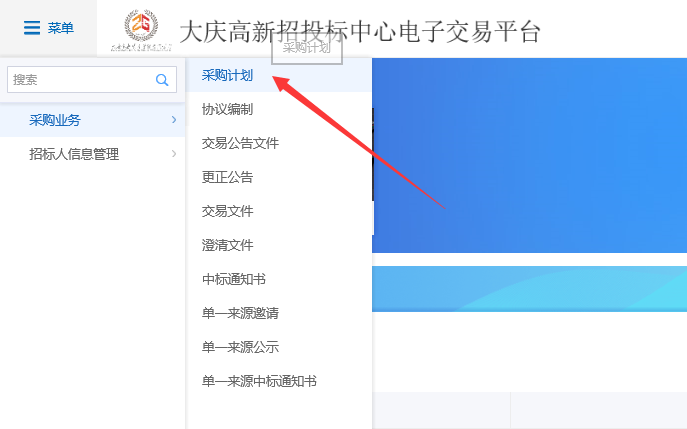 菜单
大庆高新招投标中心电子交易平台
采购计划
搜索
采购业务
招标人信息管理
采购计划
协议编制
交易公告文件
更正公告
交易文件
澄清文件
中标通知书
单一来源邀请
单一来源公示
单一来源中标通知书